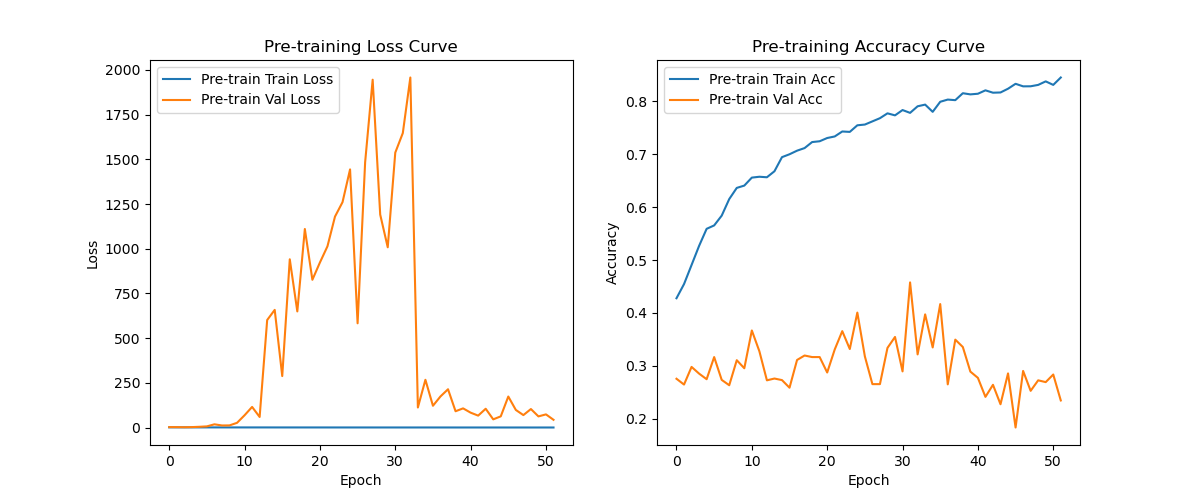 Pre-training Loss Curve
Pre-train Train Loss
Pre-train Val Loss
2000
1750
1500
1250
1000
750
500
250
0
Loss
0 10 20 30 40 50
Epoch
Pre-training Accuracy Curve
Pre-train Train Acc
Pre-train Val Acc
0.8
0.7
0.6
0.5
0.4
0.3
0.2
Accuracy
0 10 20 30 40 50
Epoch